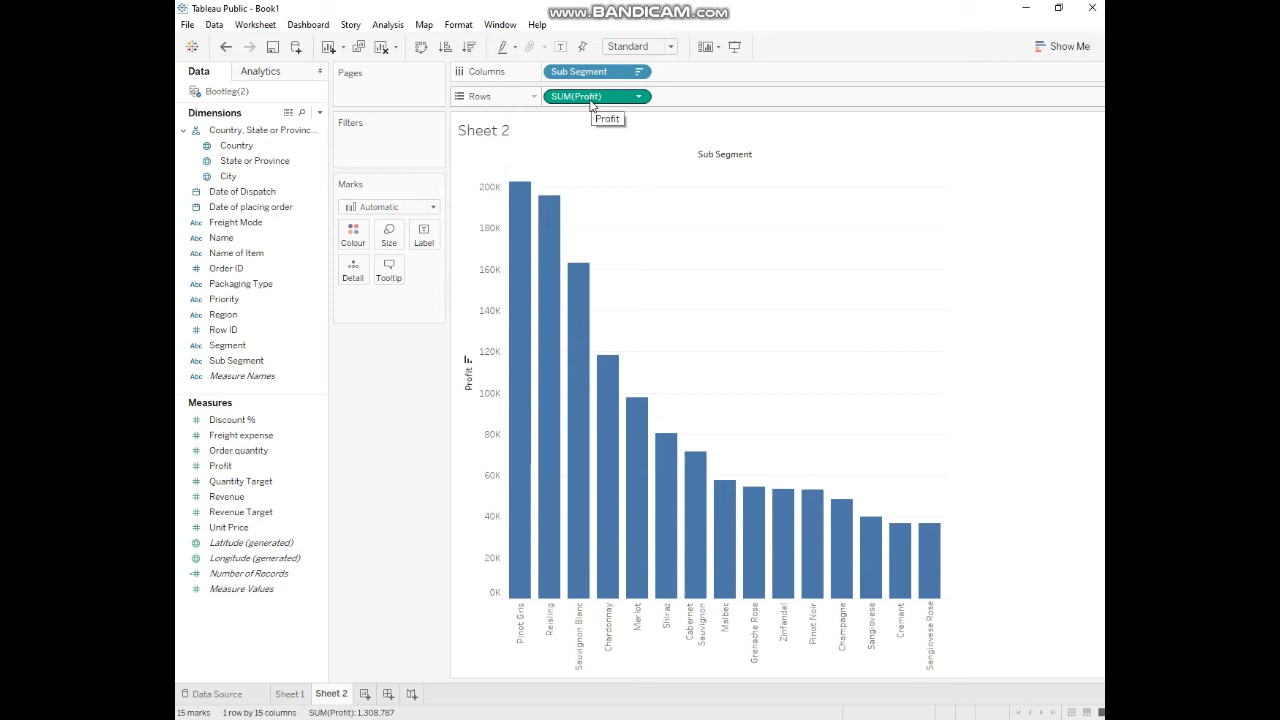 Tableau Public - Book1
www.BANDICAM.com
File Data Worksheet Dashboard Story Analysis Map Format Window Help
Standard
Show Me
Data Analytics
Bootleg(2)
Dimensions
Country, State or Provinc...
Country
State or Province
City
Date of Dispatch
Date of placing order
Freight Mode
Name
Name of Item
Order ID
Packaging Type
Priority
Region
Row ID
Segment
Sub Segment
Measure Names
Measures
Discount %
Freight expense
Order quantity
Profit
Quantity Target
Revenue
Revenue Target
Unit Price
Latitude (generated)
Longitude (generated)
Number of Records
Measure Values
Pages
Filters
Marks
Automatic
Colour Size Label
Detail Tooltip
Columns Sub Segment
Rows SUM(Profit)
Profit
Sheet 2
Sub Segment
200K
180K
160K
140K
120K
100K
80K
60K
40K
20K
0K
Profit
Pinot Gris
Reisling
Sauvignon Blanc
Chardonnay
Merlot
Shiraz
Cabernet
Sauvignon
Malbec
Grenache Rose
Zinfandel
Pinot Noir
Champagne
Sangiovese
Cremant
Sangiovese Rose
Data Source Sheet 1 Sheet 2
15 marks 1 row by 15 columns SUM(Profit): 1,308,787